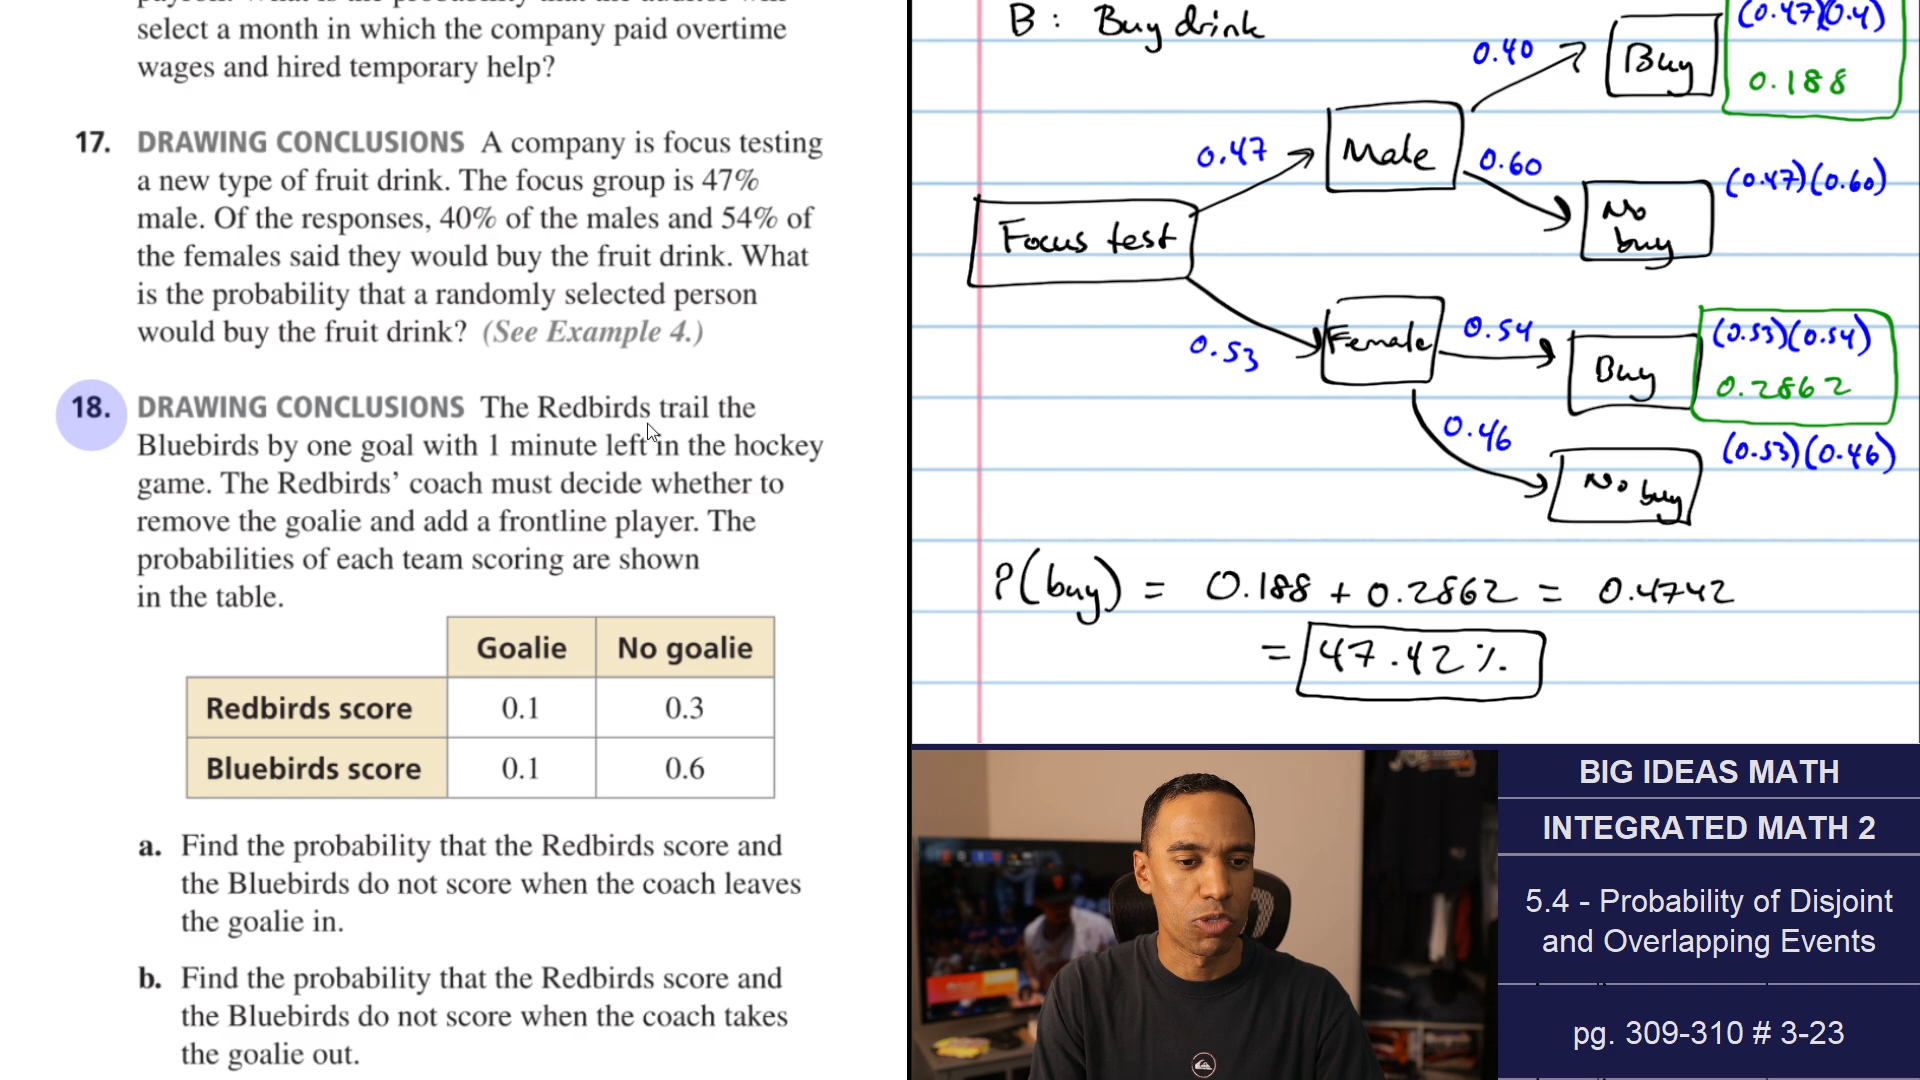 select a month in which the company paid overtime
wages and hired temporary help?
17. DRAWING CONCLUSIONS A company is focus testing
a new type of fruit drink. The focus group is 47%
male. Of the responses, 40% of the males and 54% of
the females said they would buy the fruit drink. What
is the probability that a randomly selected person
would buy the fruit drink? (See Example 4.)
18. DRAWING CONCLUSIONS The Redbirds trail the
Bluebirds by one goal with 1 minute left in the hockey
game. The Redbirds’ coach must decide whether to
remove the goalie and add a frontline player. The
probabilities of each team scoring are shown
in the table.
Goalie No goalie
Redbirds score 0.1 0.3
Bluebirds score 0.1 0.6
a. Find the probability that the Redbirds score and
the Bluebirds do not score when the coach leaves
the goalie in.
b. Find the probability that the Redbirds score and
the Bluebirds do not score when the coach takes
the goalie out.
B: Buy drink
(0.47)(0.4)
0.40
Buy
0.188
0.47
Male
0.60
(0.47)(0.60)
No
buy
Focus test
0.53
Female
0.54
Buy
(0.53)(0.54)
0.2862
0.46
(0.53)(0.46)
No buy
P(buy) = 0.188 + 0.2862 = 0.4742
= 47.42%
BIG IDEAS MATH
INTEGRATED MATH 2
5.4 - Probability of Disjoint
and Overlapping Events
pg. 309-310 # 3-23